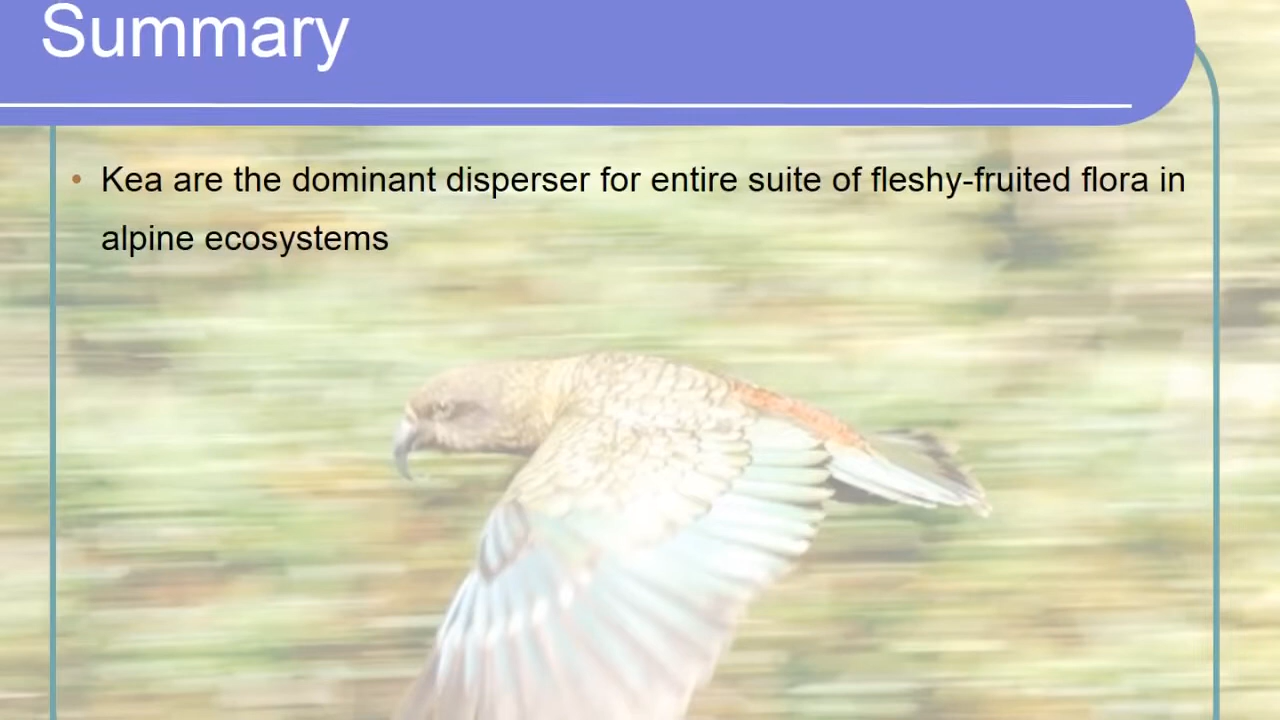 Summary
• Kea are the dominant disperser for entire suite of fleshy-fruited flora in
alpine ecosystems